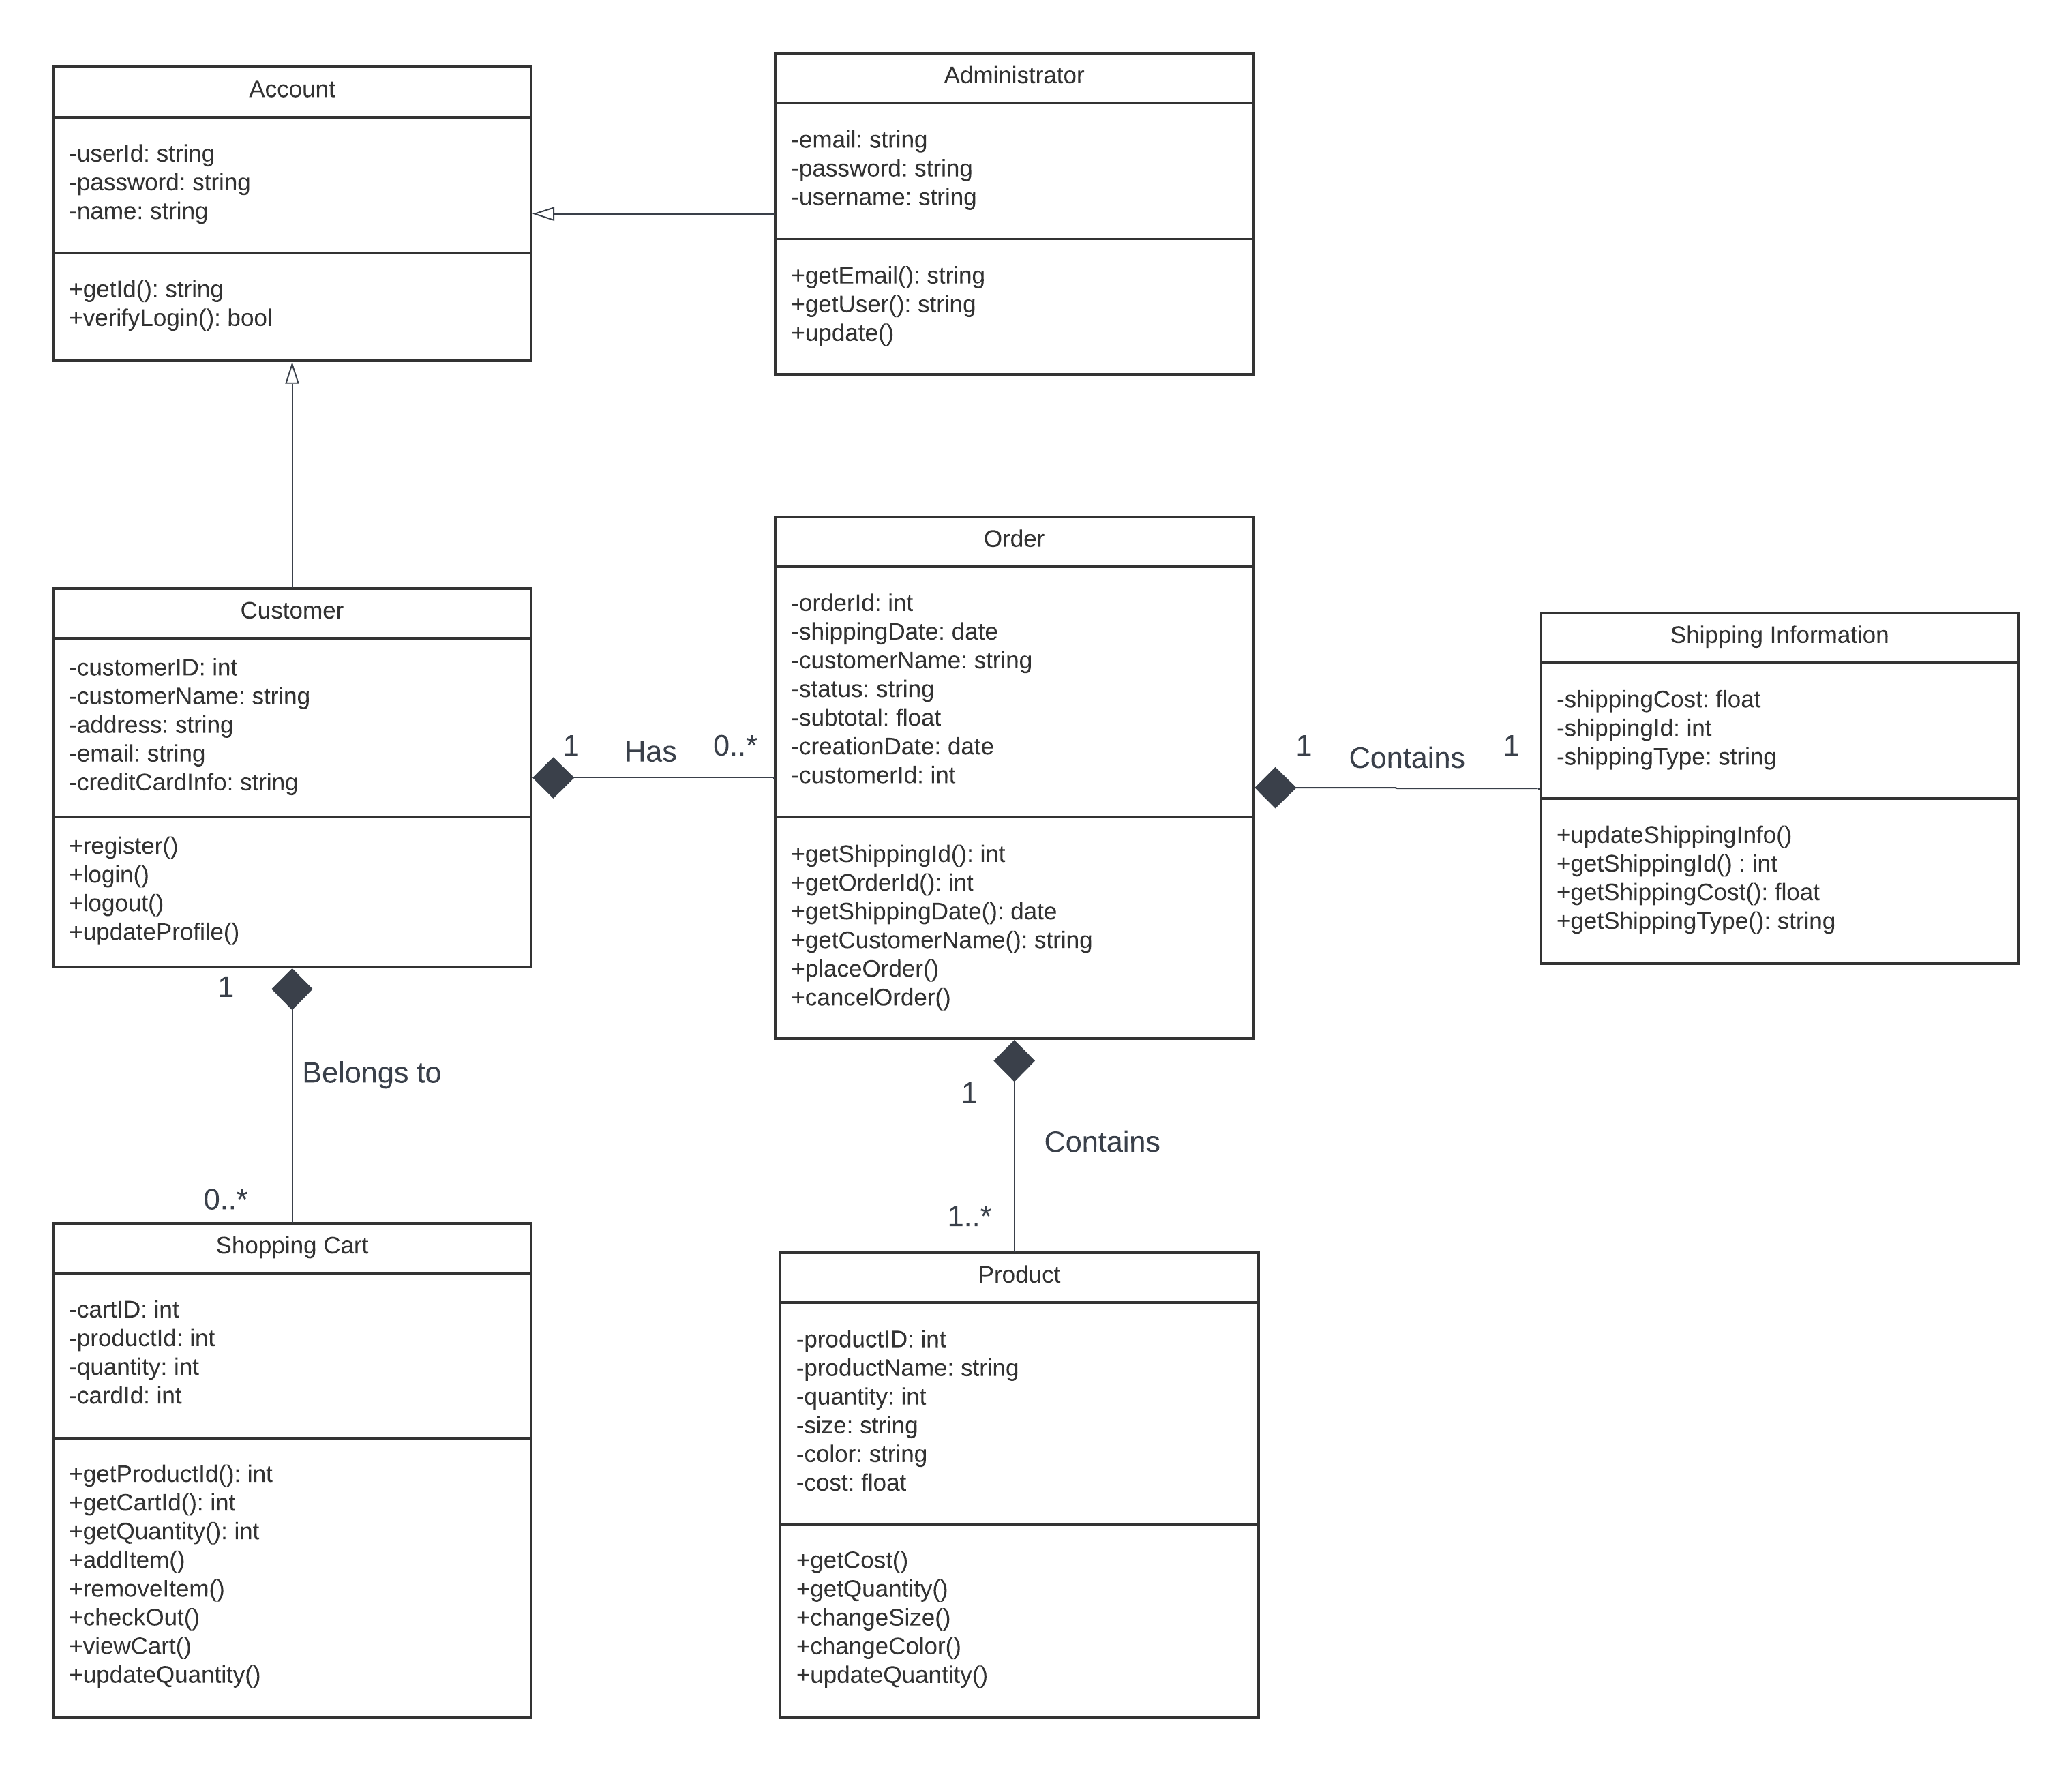 Account
-userId: string
-password: string
-name: string
+getId(): string
+verifyLogin(): bool
Administrator
-email: string
-password: string
-username: string
+getEmail(): string
+getUser(): string
+update()
Customer
-customerID: int
-customerName: string
-address: string
-email: string
-creditCardInfo: string
+register()
+login()
+logout()
+updateProfile()
1
Has
0..*
Order
-orderId: int
-shippingDate: date
-customerName: string
-status: string
-subtotal: float
-creationDate: date
-customerId: int
+getShippingId(): int
+getOrderId(): int
+getShippingDate(): date
+getCustomerName(): string
+placeOrder()
+cancelOrder()
1
Contains
1
Shipping Information
-shippingCost: float
-shippingId: int
-shippingType: string
+updateShippingInfo()
+getShippingId() : int
+getShippingCost(): float
+getShippingType(): string
1
Belongs to
0..*
Shopping Cart
-cartID: int
-productId: int
-quantity: int
-cardId: int
+getProductId(): int
+getCartId(): int
+getQuantity(): int
+addItem()
+removeItem()
+checkOut()
+viewCart()
+updateQuantity()
1
Contains
1..*
Product
-productID: int
-productName: string
-quantity: int
-size: string
-color: string
-cost: float
+getCost()
+getQuantity()
+changeSize()
+changeColor()
+updateQuantity()